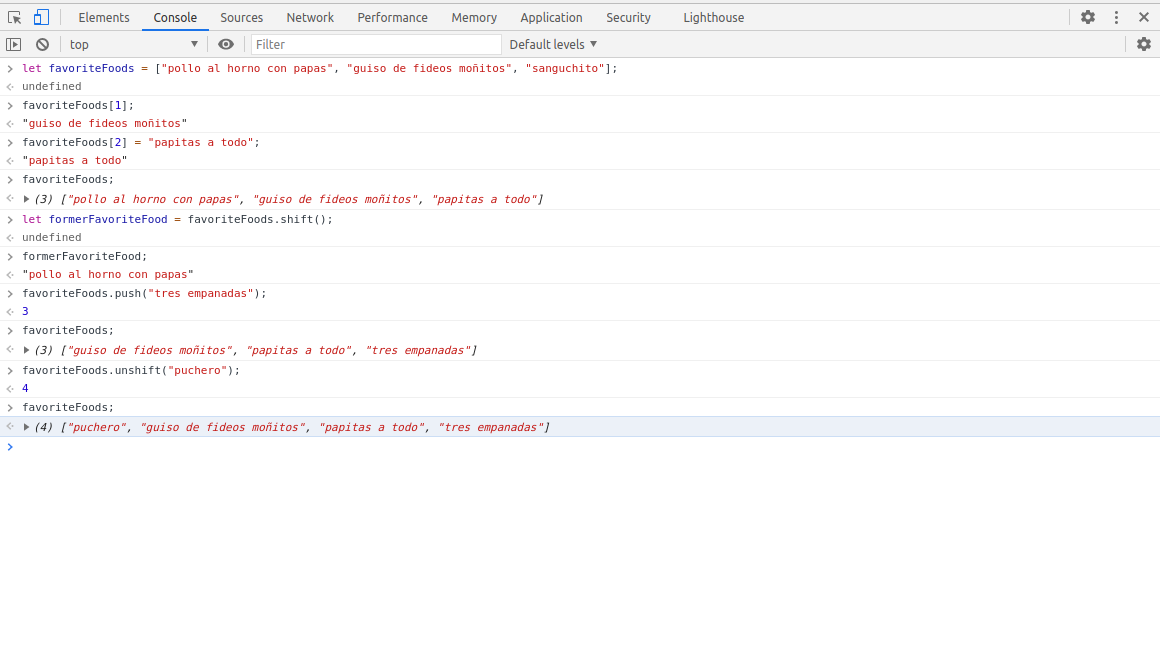 Elements Console Sources Network Performance Memory Application Security Lighthouse
top Filter Default levels
let favoriteFoods = ["pollo al horno con papas", "guiso de fideos moñitos", "sanguchito"];
undefined
favoriteFoods[1];
"guiso de fideos moñitos"
favoriteFoods[2] = "papitas a todo";
"papitas a todo"
favoriteFoods;
(3) ["pollo al horno con papas", "guiso de fideos moñitos", "papitas a todo"]
let formerFavoriteFood = favoriteFoods.shift();
undefined
formerFavoriteFood;
"pollo al horno con papas"
favoriteFoods.push("tres empanadas");
3
favoriteFoods;
(3) ["guiso de fideos moñitos", "papitas a todo", "tres empanadas"]
favoriteFoods.unshift("puchero");
4
favoriteFoods;
(4) ["puchero", "guiso de fideos moñitos", "papitas a todo", "tres empanadas"]